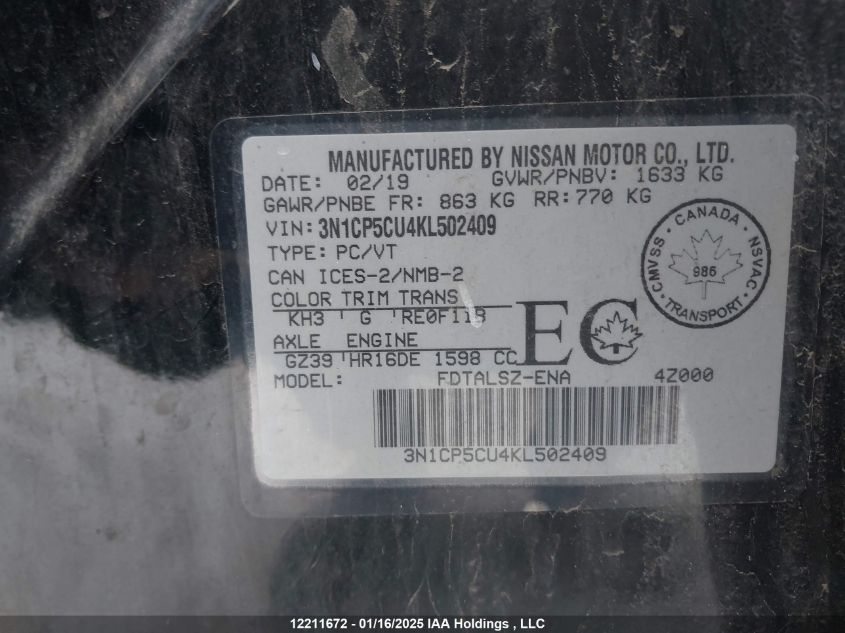 MANUFACTURED BY NISSAN MOTOR CO., LTD.
DATE: 02/19 GVWR/PNBV: 1633 KG
GAWR/PNBE FR: 863 KG RR: 770 KG
VIN: 3N1CP5CU4KL502409
TYPE: PC/VT
CAN ICES-2/NMB-2
COLOR TRIM TRANS
KH3 G RE0F11B
AXLE ENGINE
GZ39 HR16DE 1598 CC
MODEL: FDTALSZ-ENA 4Z000
EC
CANADA
CMVSS
NSVAC
986
TRANSPORT
3N1CP5CU4KL502409
12211672 - 01/16/2025 IAA Holdings , LLC